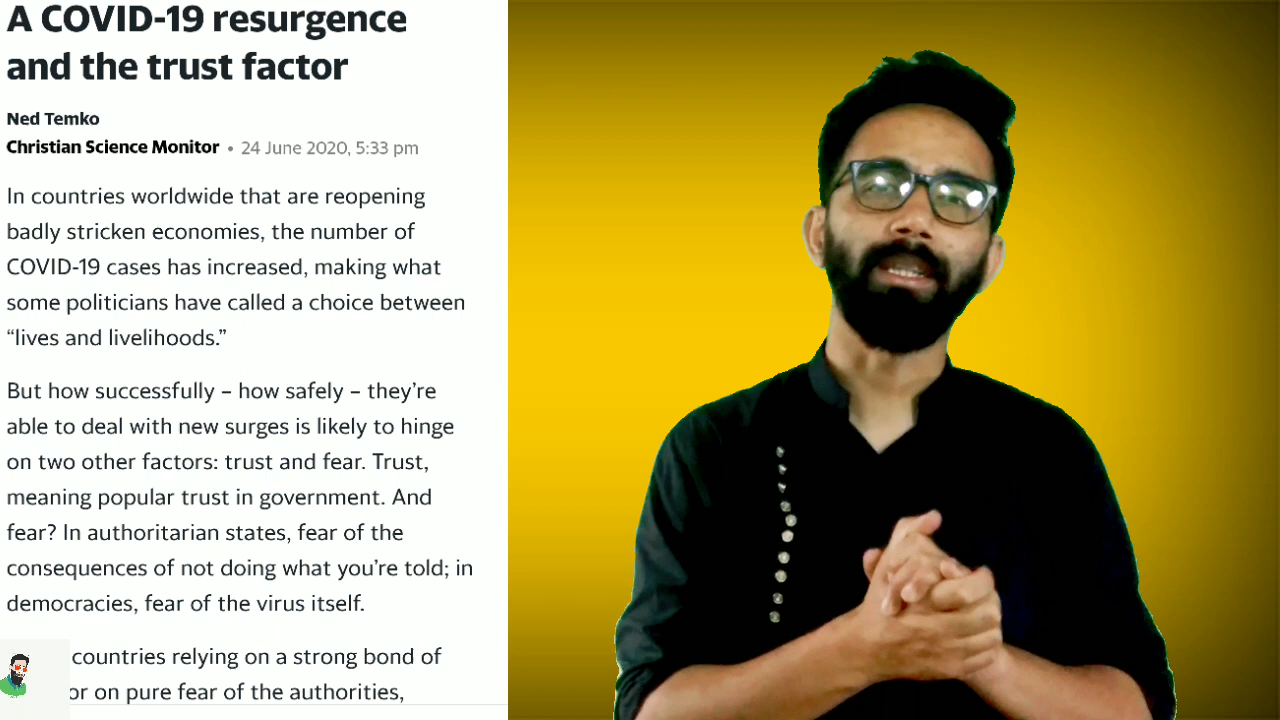 A COVID-19 resurgence
and the trust factor
Ned Temko
Christian Science Monitor • 24 June 2020, 5:33 pm
In countries worldwide that are reopening
badly stricken economies, the number of
COVID-19 cases has increased, making what
some politicians have called a choice between
“lives and livelihoods.”
But how successfully – how safely – they’re
able to deal with new surges is likely to hinge
on two other factors: trust and fear. Trust,
meaning popular trust in government. And
fear? In authoritarian states, fear of the
consequences of not doing what you’re told; in
democracies, fear of the virus itself.
countries relying on a strong bond of
or on pure fear of the authorities,